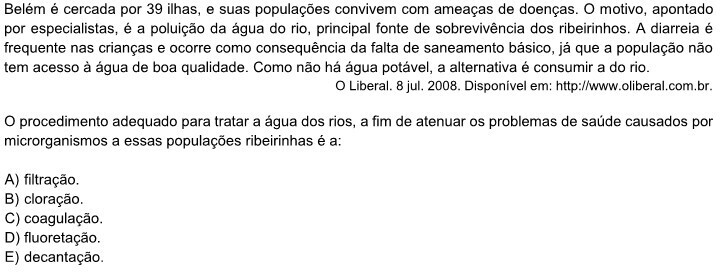 Belém é cercada por 39 ilhas, e suas populações convivem com ameaças de doenças. O motivo, apontado
por especialistas, é a poluição da água do rio, principal fonte de sobrevivência dos ribeirinhos. A diarreia é
frequente nas crianças e ocorre como consequência da falta de saneamento básico, já que a população não
tem acesso à água de boa qualidade. Como não há água potável, a alternativa é consumir a do rio.
O Liberal. 8 jul. 2008. Disponível em: http://www.oliberal.com.br.
O procedimento adequado para tratar a água dos rios, a fim de atenuar os problemas de saúde causados por
microrganismos a essas populações ribeirinhas é a:
A) filtração.
B) cloração.
C) coagulação.
D) fluoretação.
E) decantação.